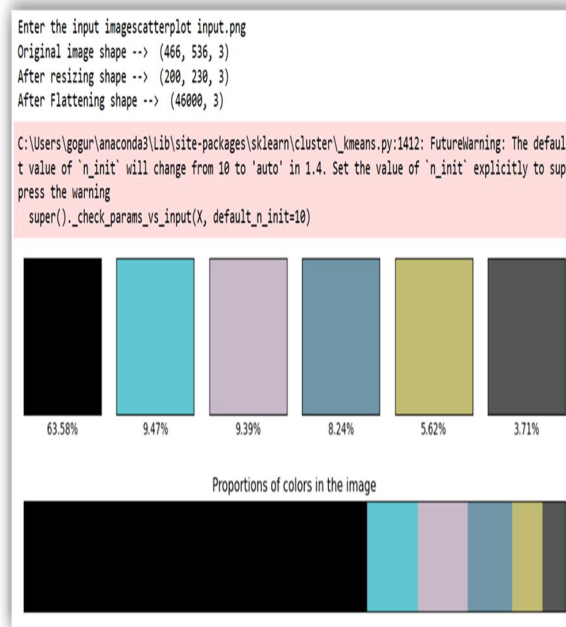 Enter the input imagescatterplot input.png
Original image shape --> (466, 536, 3)
After resizing shape --> (200, 230, 3)
After Flattening shape --> (46000, 3)
C:\Users\gogur\anaconda3\Lib\site-packages\sklearn\cluster\_kmeans.py:1412: FutureWarning: The defaul
t value of `n_init` will change from 10 to 'auto' in 1.4. Set the value of `n_init` explicitly to sup
press the warning
super()._check_params_vs_input(X, default_n_init=10)
63.58% 9.47% 9.39% 8.24% 5.62% 3.71%
Proportions of colors in the image